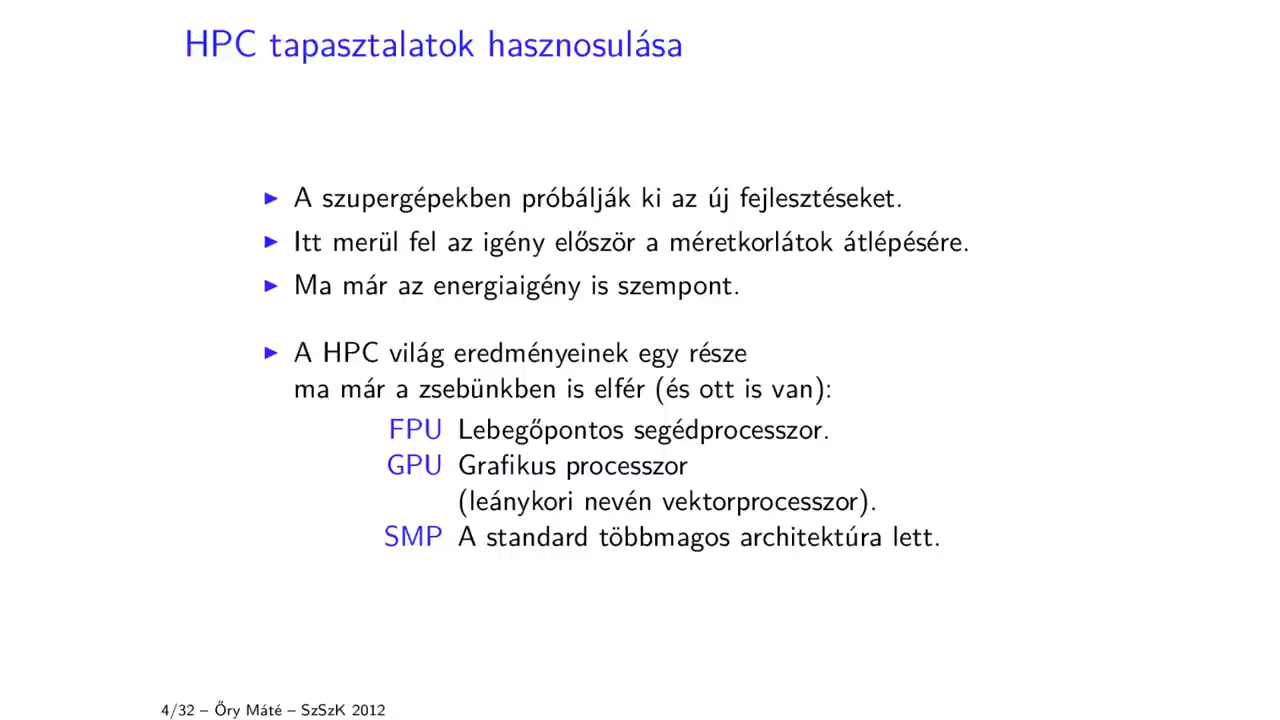 HPC tapasztalatok hasznosulása
▶ A szupergépekben próbálják ki az új fejlesztéseket.
▶ Itt merül fel az igény először a méretkorlátok átlépésére.
▶ Ma már az energiaigény is szempont.
▶ A HPC világ eredményeinek egy része
ma már a zsebünkben is elfér (és ott is van):
FPU Lebegőpontos segédprocesszor.
GPU Grafikus processzor
(leánykori nevén vektorprocesszor).
SMP A standard többmagos architektúra lett.
4/32 – Őry Máté – SzSzK 2012